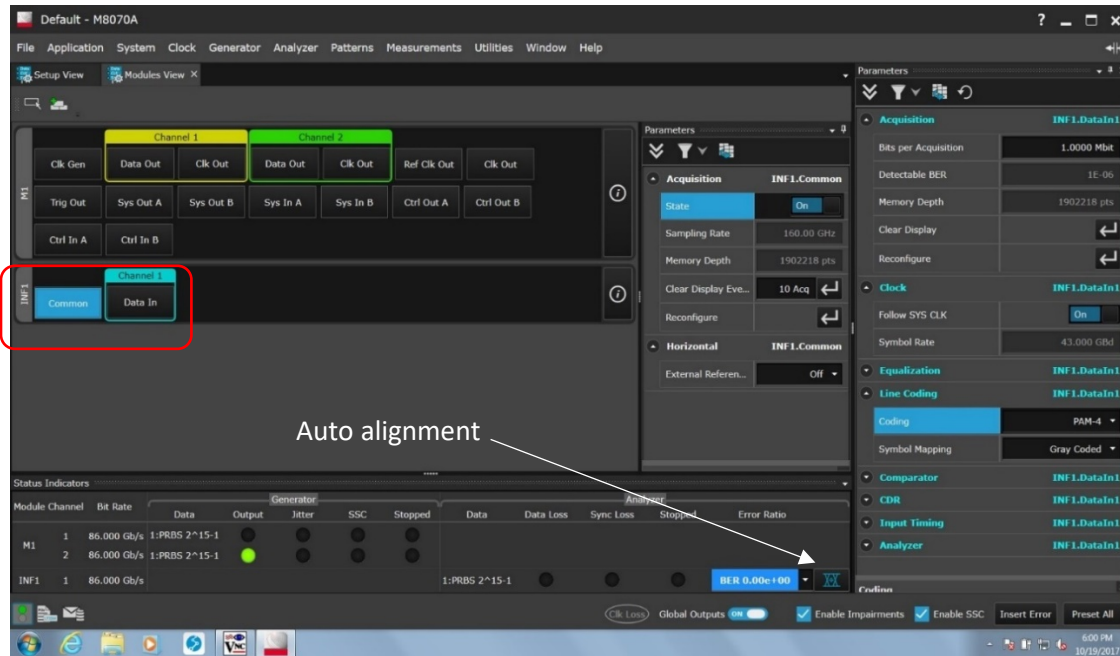 Default - M8070A
File Application System Clock Generator Analyzer Patterns Measurements Utilities Window Help
Setup View Modules View
M1
Channel 1 Channel 2
Clk Gen Data Out Clk Out Data Out Clk Out Ref Clk Out Clk Out
Trig Out Sys Out A Sys Out B Sys In A Sys In B Ctrl Out A Ctrl Out B
Ctrl In A Ctrl In B
INF1
Channel 1
Common Data In
Parameters
Acquisition INF1.Common
State On
Sampling Rate 160.00 GHz
Memory Depth 1902218 pts
Clear Display Eve... 10 Acq
Reconfigure
Horizontal INF1.Common
External Referen... Off
Parameters
Acquisition INF1.DataIn1
Bits per Acquisition 1.0000 Mbit
Detectable BER 1E-06
Memory Depth 1902218 pts
Clear Display
Reconfigure
Clock INF1.DataIn1
Follow SYS CLK On
Symbol Rate 43.000 GBd
Equalization INF1.DataIn1
Line Coding INF1.DataIn1
Coding PAM-4
Symbol Mapping Gray Coded
Comparator INF1.DataIn1
CDR INF1.DataIn1
Input Timing INF1.DataIn1
Analyzer INF1.DataIn1
Coding
Auto alignment
Status Indicators
Generator Analyzer
Module Channel Bit Rate Data Output Jitter SSC Stopped Data Data Loss Sync Loss Stopped Error Ratio
M1 1 86.000 Gb/s 1:PRBS 2^15-1
2 86.000 Gb/s 1:PRBS 2^15-1
INF1 1 86.000 Gb/s 1:PRBS 2^15-1 BER 0.00e+00
Clk Loss Global Outputs ON Enable Impairments Enable SSC Insert Error Preset All
VNC
6:00 PM
10/19/2017